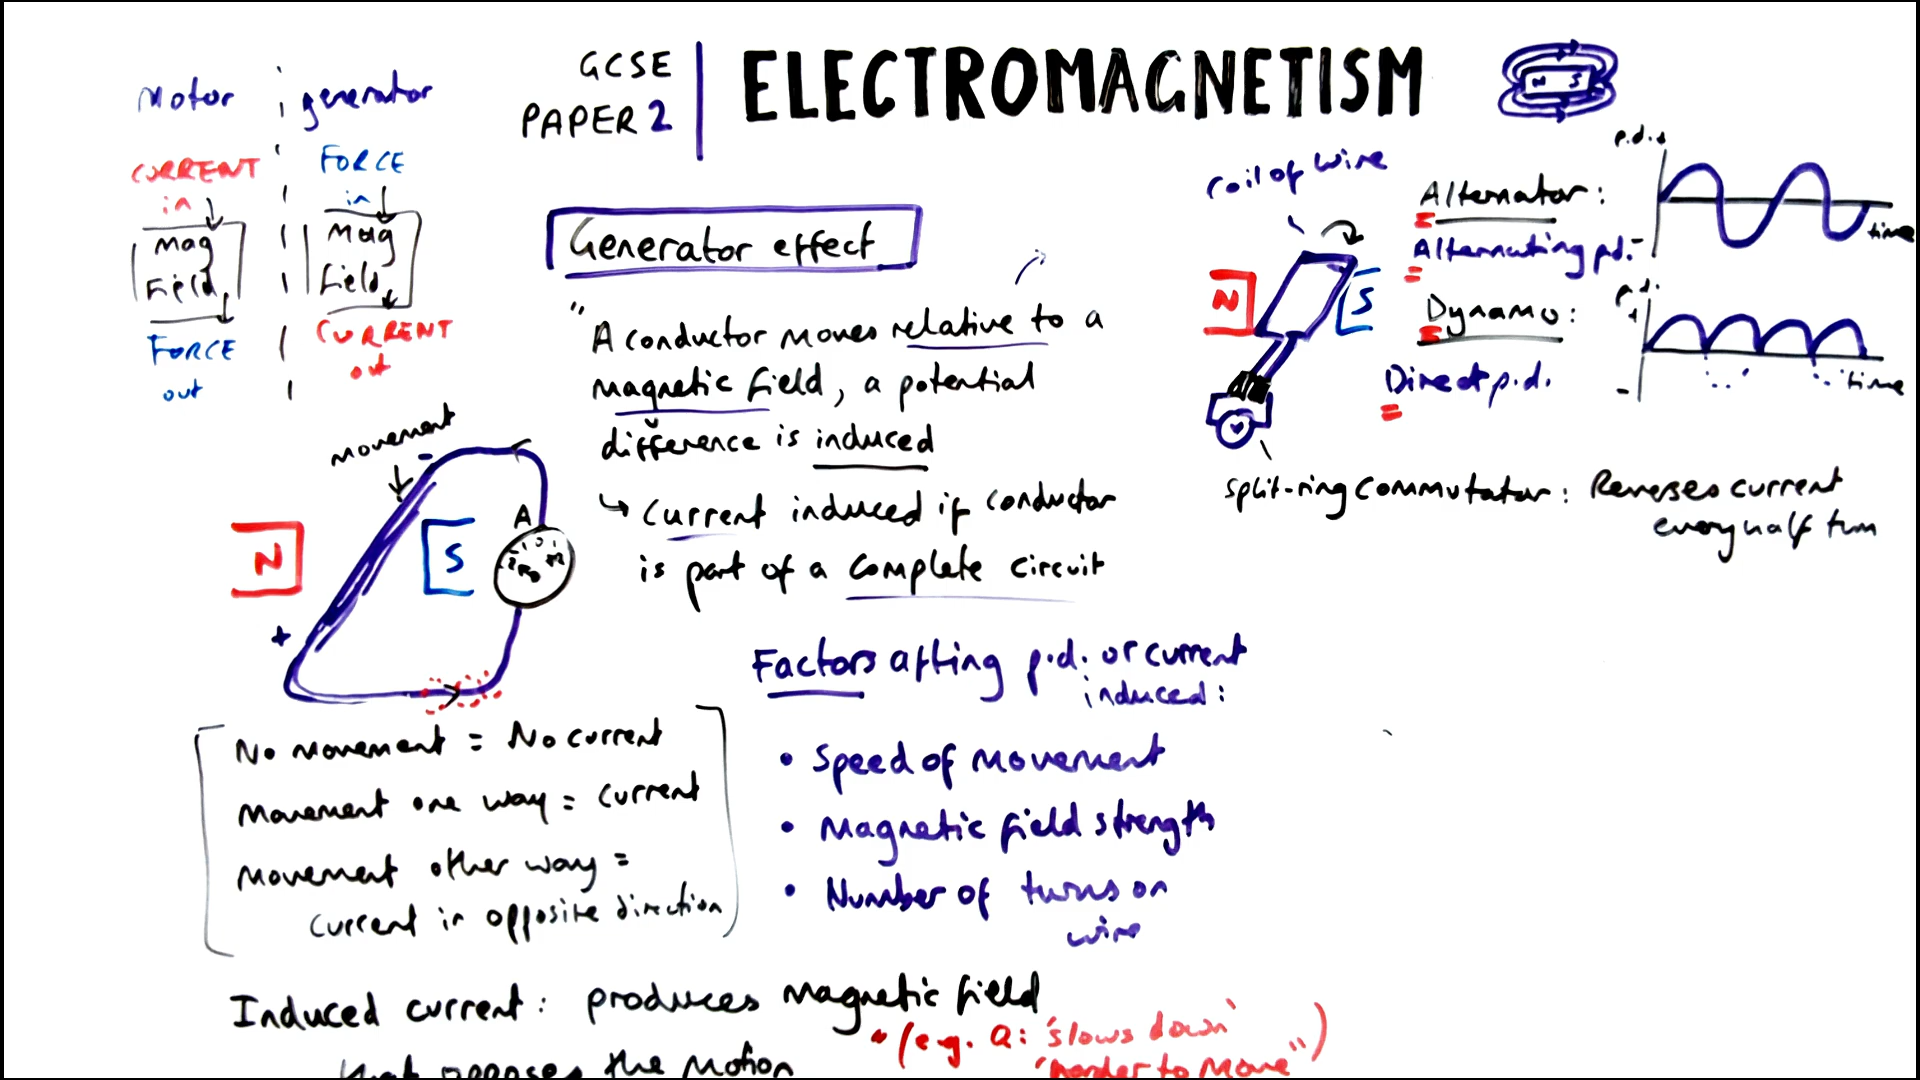 GCSE
PAPER 2
ELECTROMAGNETISM
N S
Motor
generator
CURRENT
in
Mag
Field
FORCE
out
FORCE
in
Mag
Field
CURRENT
out
Generator effect
"A conductor moves relative to a
magnetic field, a potential
difference is induced
↳ Current induced if conductor
is part of a complete circuit
movement
-
N
S
A
+
No movement = No current
Movement one way = current
Movement other way =
current in opposite direction
Factors affting p.d. or current
induced:
• Speed of movement
• Magnetic field strength
• Number of turns on
wire
Induced current: produces magnetic field
that opposes the motion
(e.g. Q: 'slows down'
'harder to move")
coil of wire
N
S
V
Alternator:
Alternating p.d.
p.d.+
-
time
Dynamo:
Direct p.d.
p.d.
+
-
time
split-ring commutator: Reverses current
every half turn